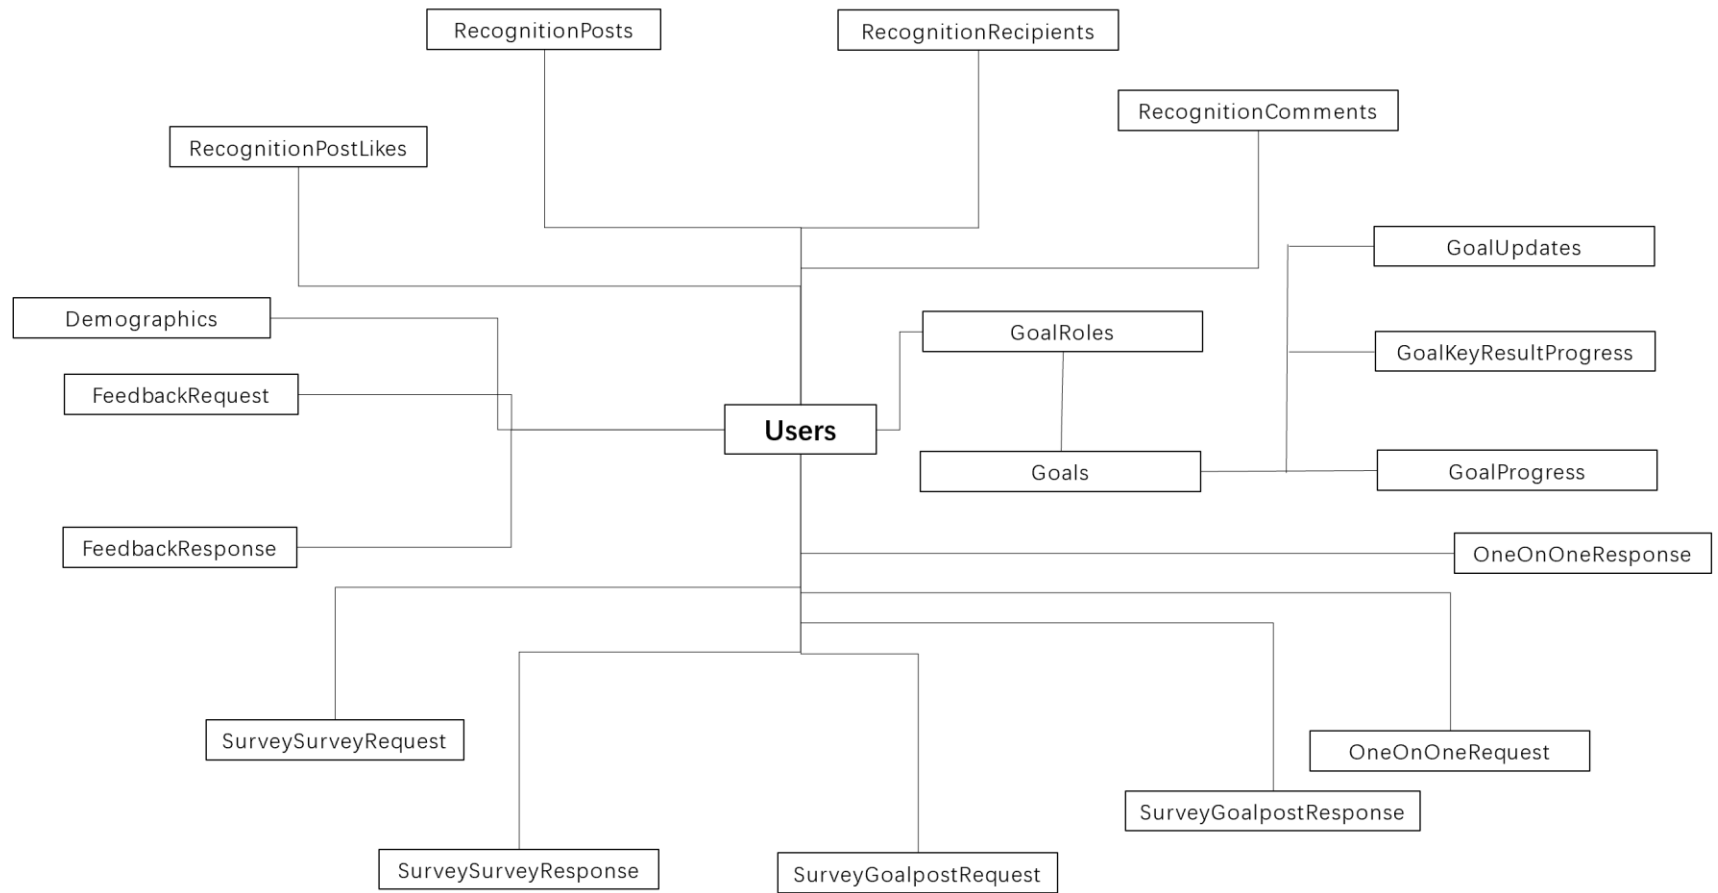 RecognitionPosts
RecognitionRecipients
RecognitionComments
RecognitionPostLikes
GoalUpdates
Demographics
GoalRoles
GoalKeyResultProgress
FeedbackRequest
Users
Goals
GoalProgress
FeedbackResponse
OneOnOneResponse
SurveySurveyRequest
OneOnOneRequest
SurveyGoalpostResponse
SurveySurveyResponse
SurveyGoalpostRequest